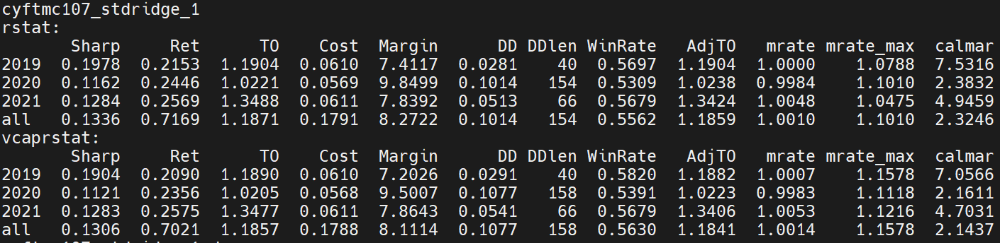 cyftmc107_stdridge_1
rstat:
Sharp Ret TO Cost Margin DD DDlen WinRate AdjTO mrate mrate_max calmar
2019 0.1978 0.2153 1.1904 0.0610 7.4117 0.0281 40 0.5697 1.1904 1.0000 1.0788 7.5316
2020 0.1162 0.2446 1.0221 0.0569 9.8499 0.1014 154 0.5309 1.0238 0.9984 1.1010 2.3832
2021 0.1284 0.2569 1.3488 0.0611 7.8392 0.0513 66 0.5679 1.3424 1.0048 1.0475 4.9459
all 0.1336 0.7169 1.1871 0.1791 8.2722 0.1014 154 0.5562 1.1859 1.0010 1.1010 2.3246
vcaprstat:
Sharp Ret TO Cost Margin DD DDlen WinRate AdjTO mrate mrate_max calmar
2019 0.1904 0.2090 1.1890 0.0610 7.2026 0.0291 40 0.5820 1.1882 1.0007 1.1578 7.0566
2020 0.1121 0.2356 1.0205 0.0568 9.5007 0.1077 158 0.5391 1.0223 0.9983 1.1118 2.1611
2021 0.1283 0.2575 1.3477 0.0611 7.8643 0.0541 66 0.5679 1.3406 1.0053 1.1216 4.7031
all 0.1306 0.7021 1.1857 0.1788 8.1114 0.1077 158 0.5630 1.1841 1.0014 1.1578 2.1437